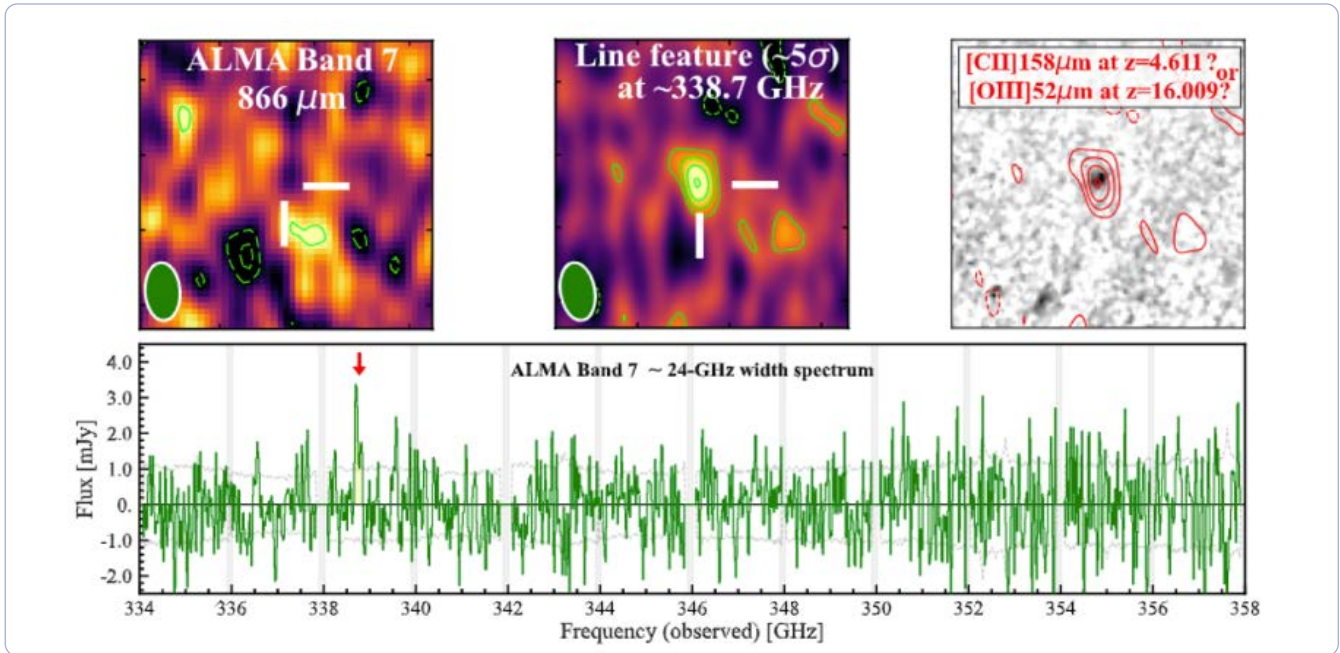 ALMA Band 7
866 μm
Line feature (~5σ)
at ~338.7 GHz
[CII]158μm at z=4.611?
or
[OIII]52μm at z=16.009?
ALMA Band 7 ~ 24-GHz width spectrum
4.0
3.0
2.0
1.0
0.
-1.0
-2.0
Flux [mJy]
334 336 338 340 342 344 346 348 350 352 354 356 358
Frequency (observed) [GHz]